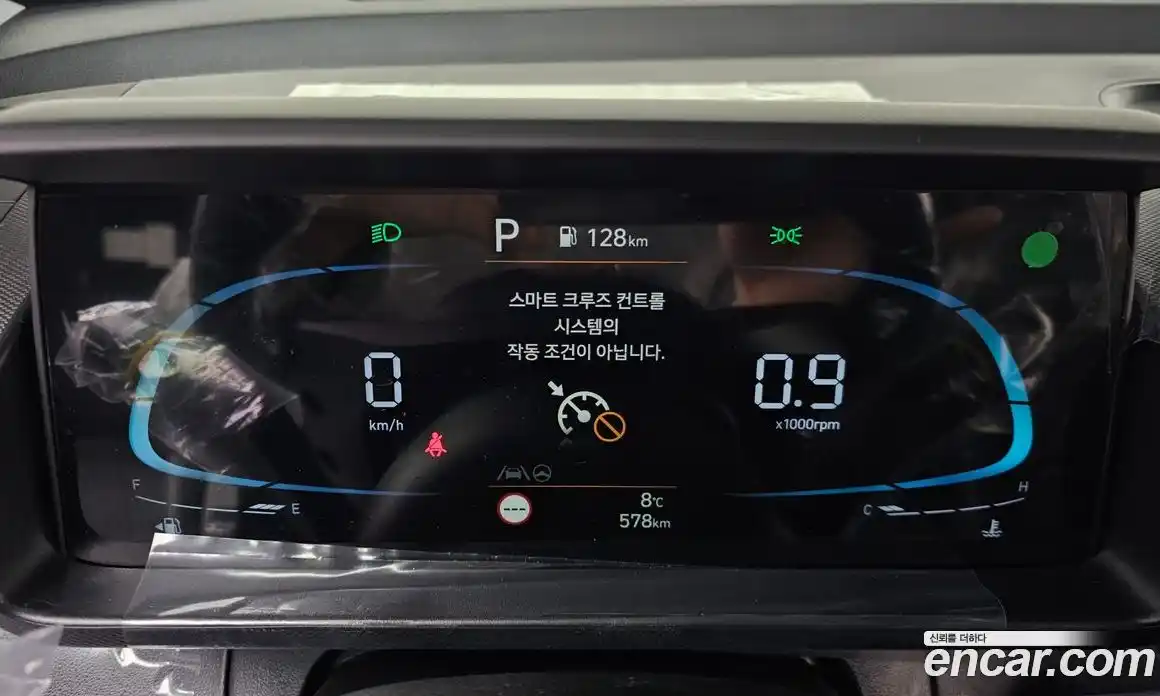 P 128km
스마트 크루즈 컨트롤
시스템의
작동 조건이 아닙니다.
0
km/h
0.9
x1000rpm
F E
C H
---
8℃
578km
신뢰를 더하다
encar.com